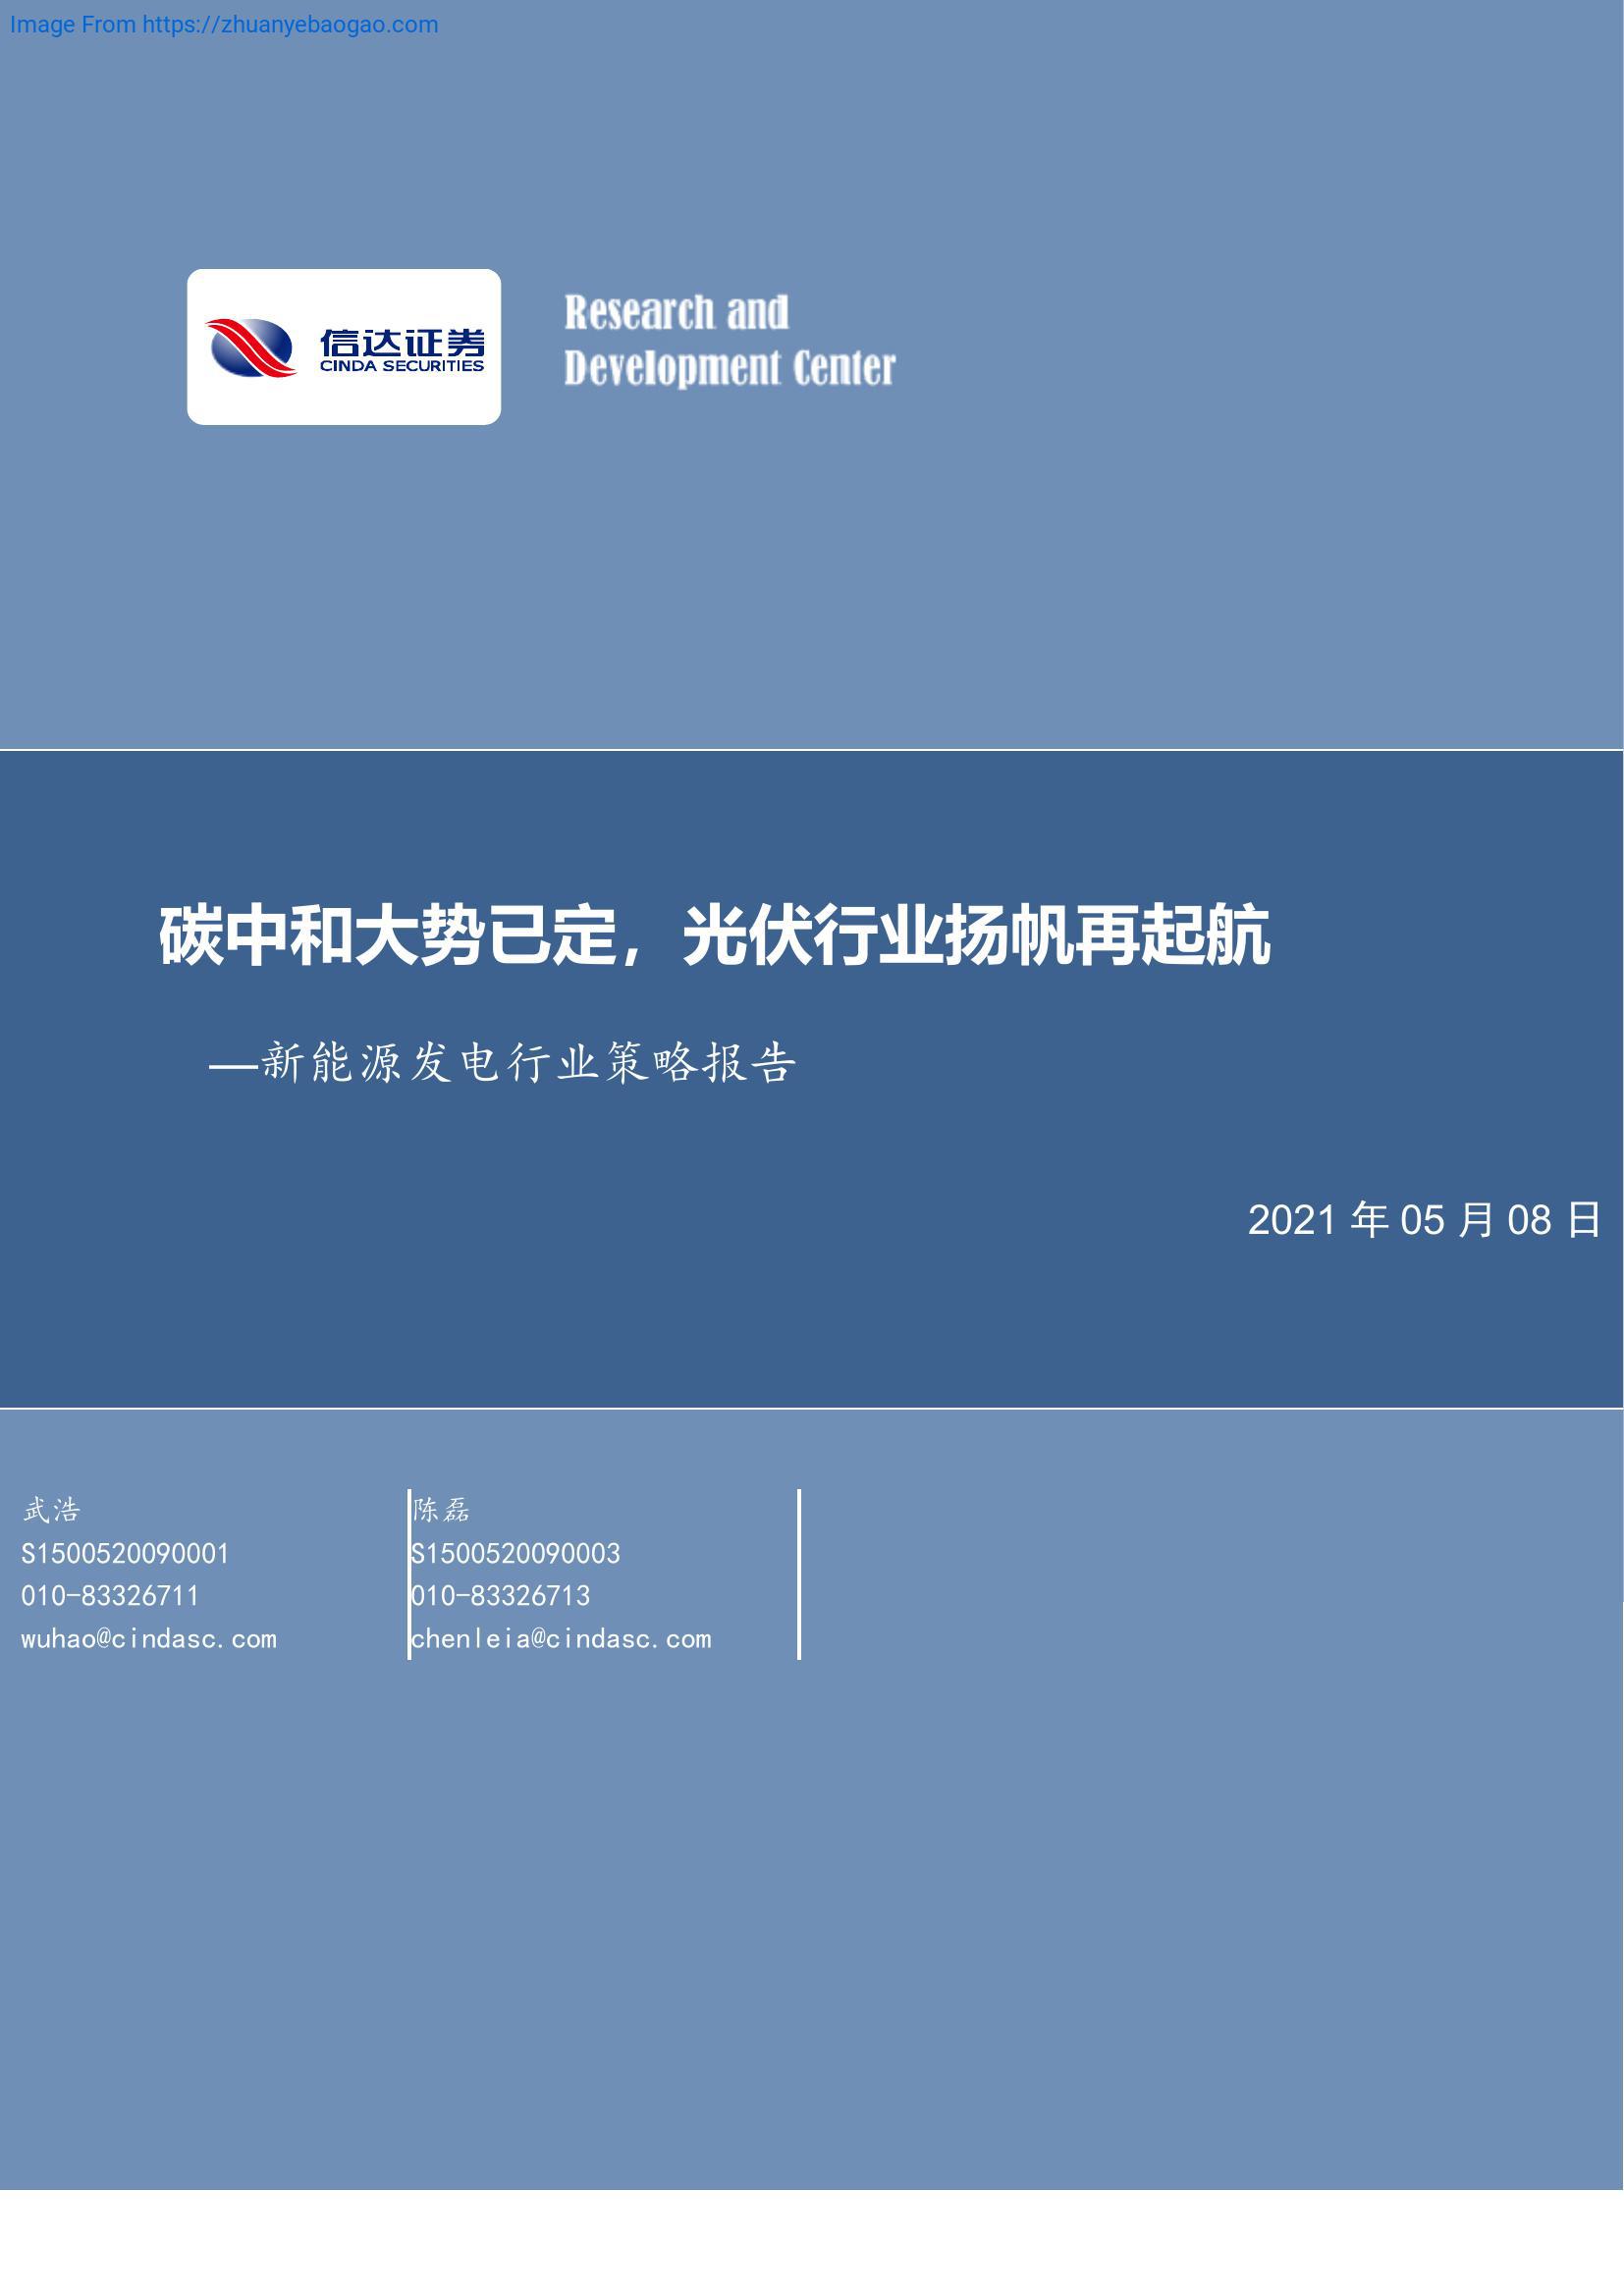 Image From https://zhuanyebaogao.com
信达证券
CINDA SECURITIES
Research and
Development Center
碳中和大势已定，光伏行业扬帆再起航
—新能源发电行业策略报告
2021 年 05 月 08 日
武浩
S1500520090001
010-83326711
wuhao@cindasc.com
陈磊
S1500520090003
010-83326713
chenleia@cindasc.com